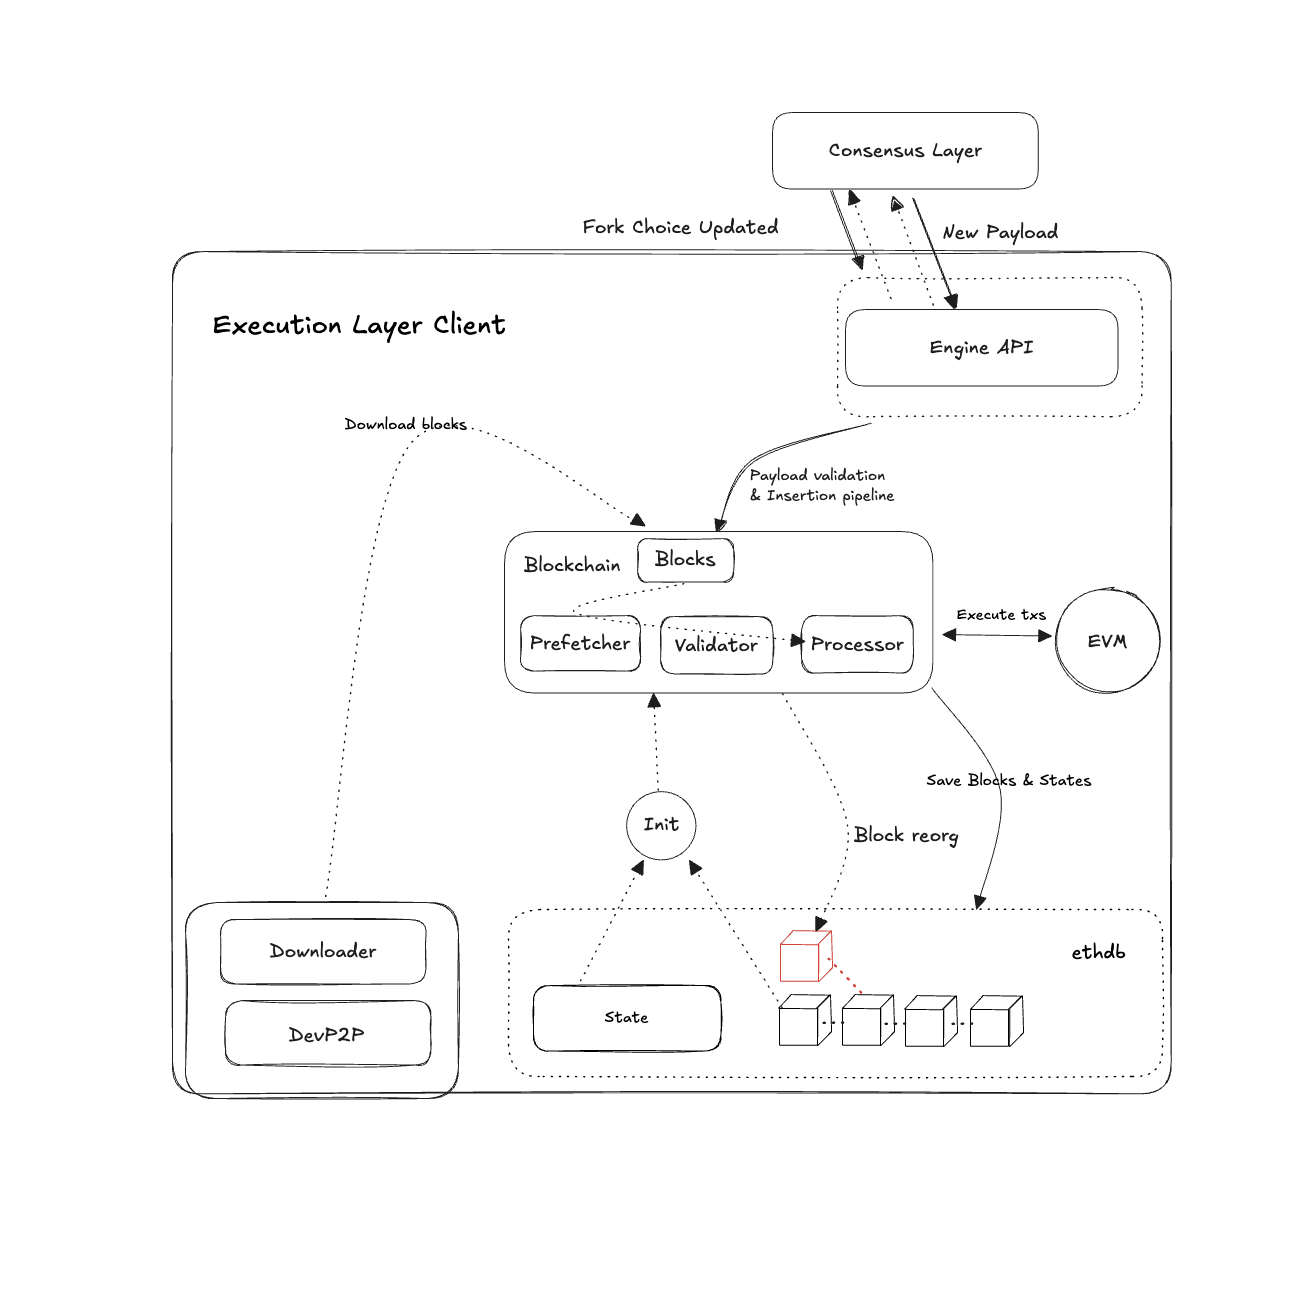 Consensus Layer
Fork Choice Updated
New Payload
Execution Layer Client
Engine API
Download blocks
Payload validation
& Insertion pipeline
Blockchain
Blocks
Prefetcher
Validator
Processor
Execute txs
EVM
Save Blocks & States
Init
Block reorg
Downloader
DevP2P
ethdb
State